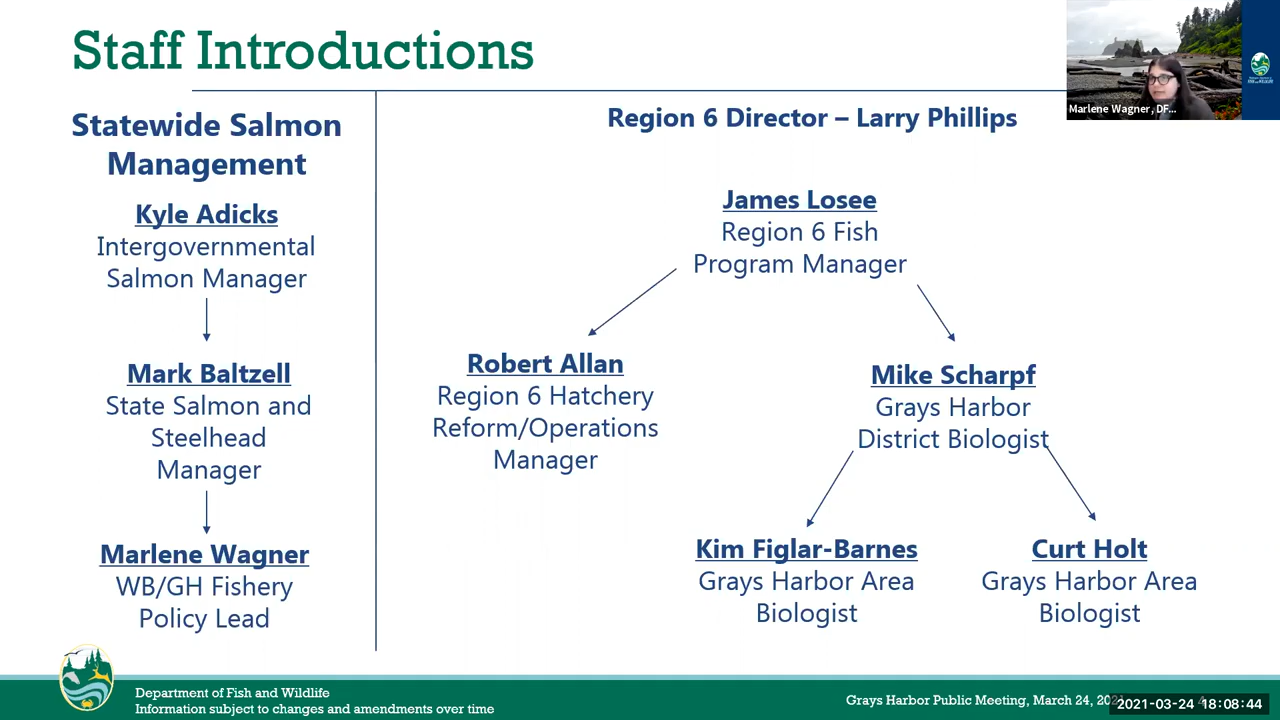 Staff Introductions
Marlene Wagner, DF...
Statewide Salmon
Management
Kyle Adicks
Intergovernmental
Salmon Manager
Mark Baltzell
State Salmon and
Steelhead
Manager
Marlene Wagner
WB/GH Fishery
Policy Lead
Region 6 Director – Larry Phillips
James Losee
Region 6 Fish
Program Manager
Robert Allan
Region 6 Hatchery
Reform/Operations
Manager
Mike Scharpf
Grays Harbor
District Biologist
Kim Figlar-Barnes
Grays Harbor Area
Biologist
Curt Holt
Grays Harbor Area
Biologist
Department of Fish and Wildlife
Information subject to changes and amendments over time
Grays Harbor Public Meeting, March 24,
2021-03-24 18:08:44